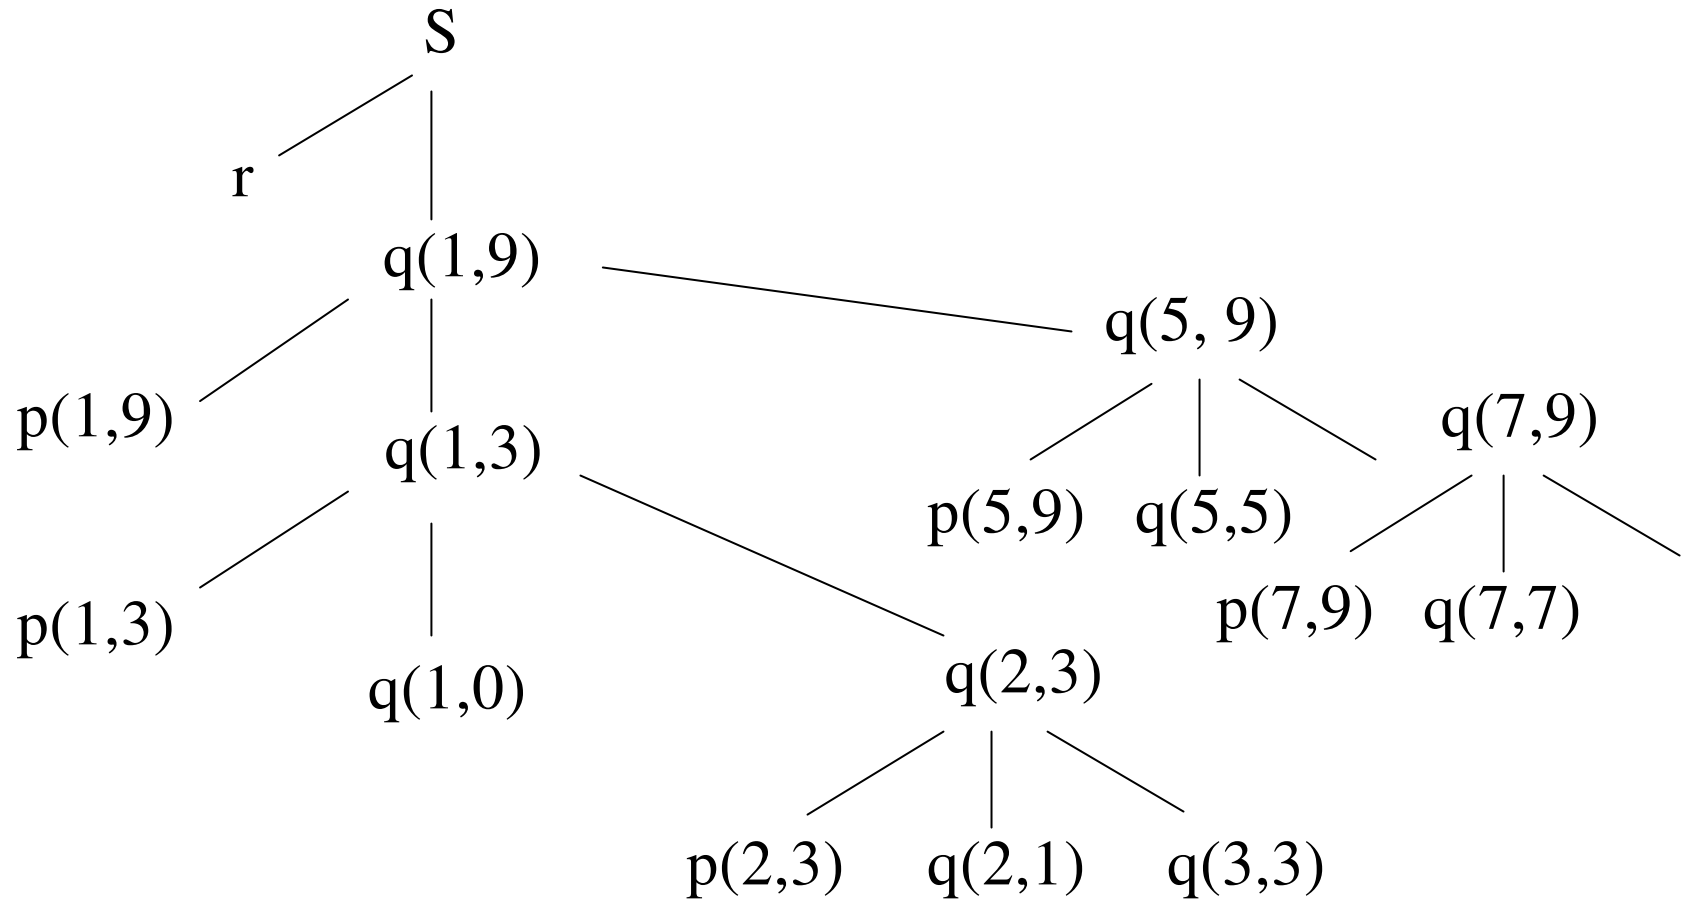 S
r
q(1,9)
q(5, 9)
p(1,9)
q(1,3)
q(7,9)
p(5,9) q(5,5)
p(1,3)
p(7,9) q(7,7)
q(1,0)
q(2,3)
p(2,3) q(2,1) q(3,3)